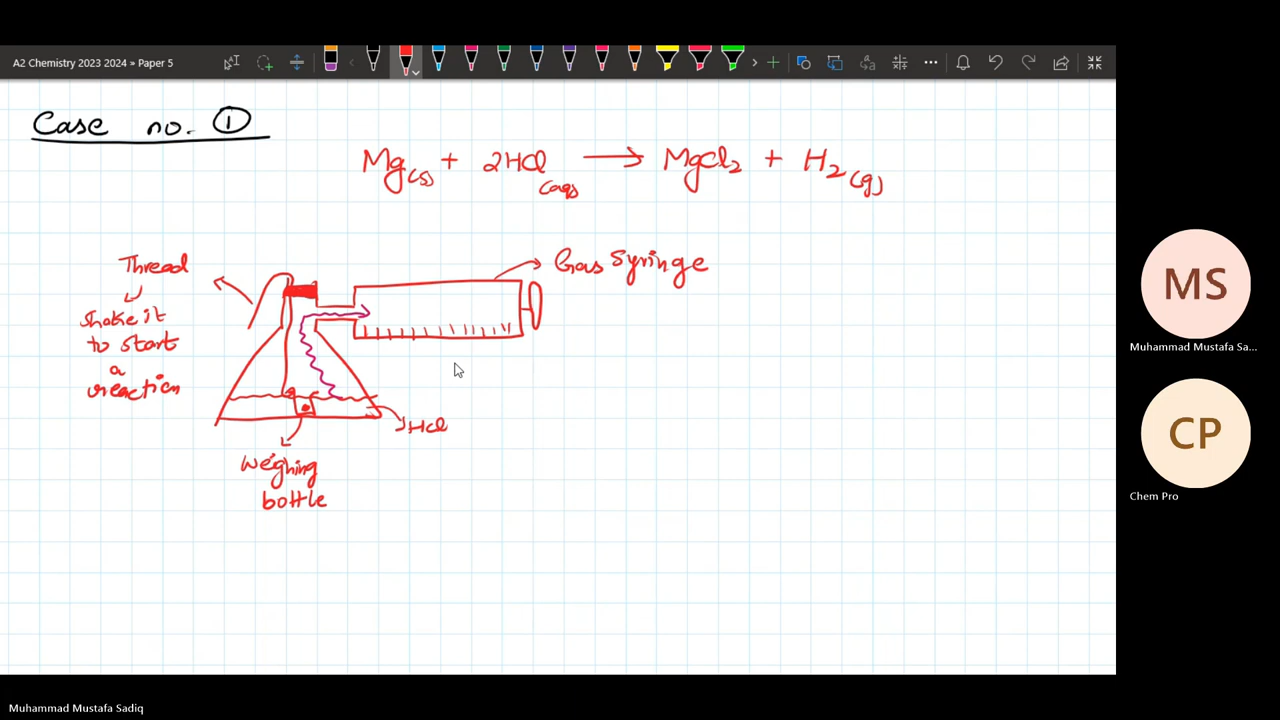 A2 Chemistry 2023 2024 » Paper 5
Case no. ①
Mg(s) + 2HCl(aq) → MgCl2 + H2(g)
Gas Syringe
Thread
shake it
to start
a
reaction
HCl
Weighing
bottle
MS
Muhammad Mustafa Sa...
CP
Chem Pro
Muhammad Mustafa Sadiq